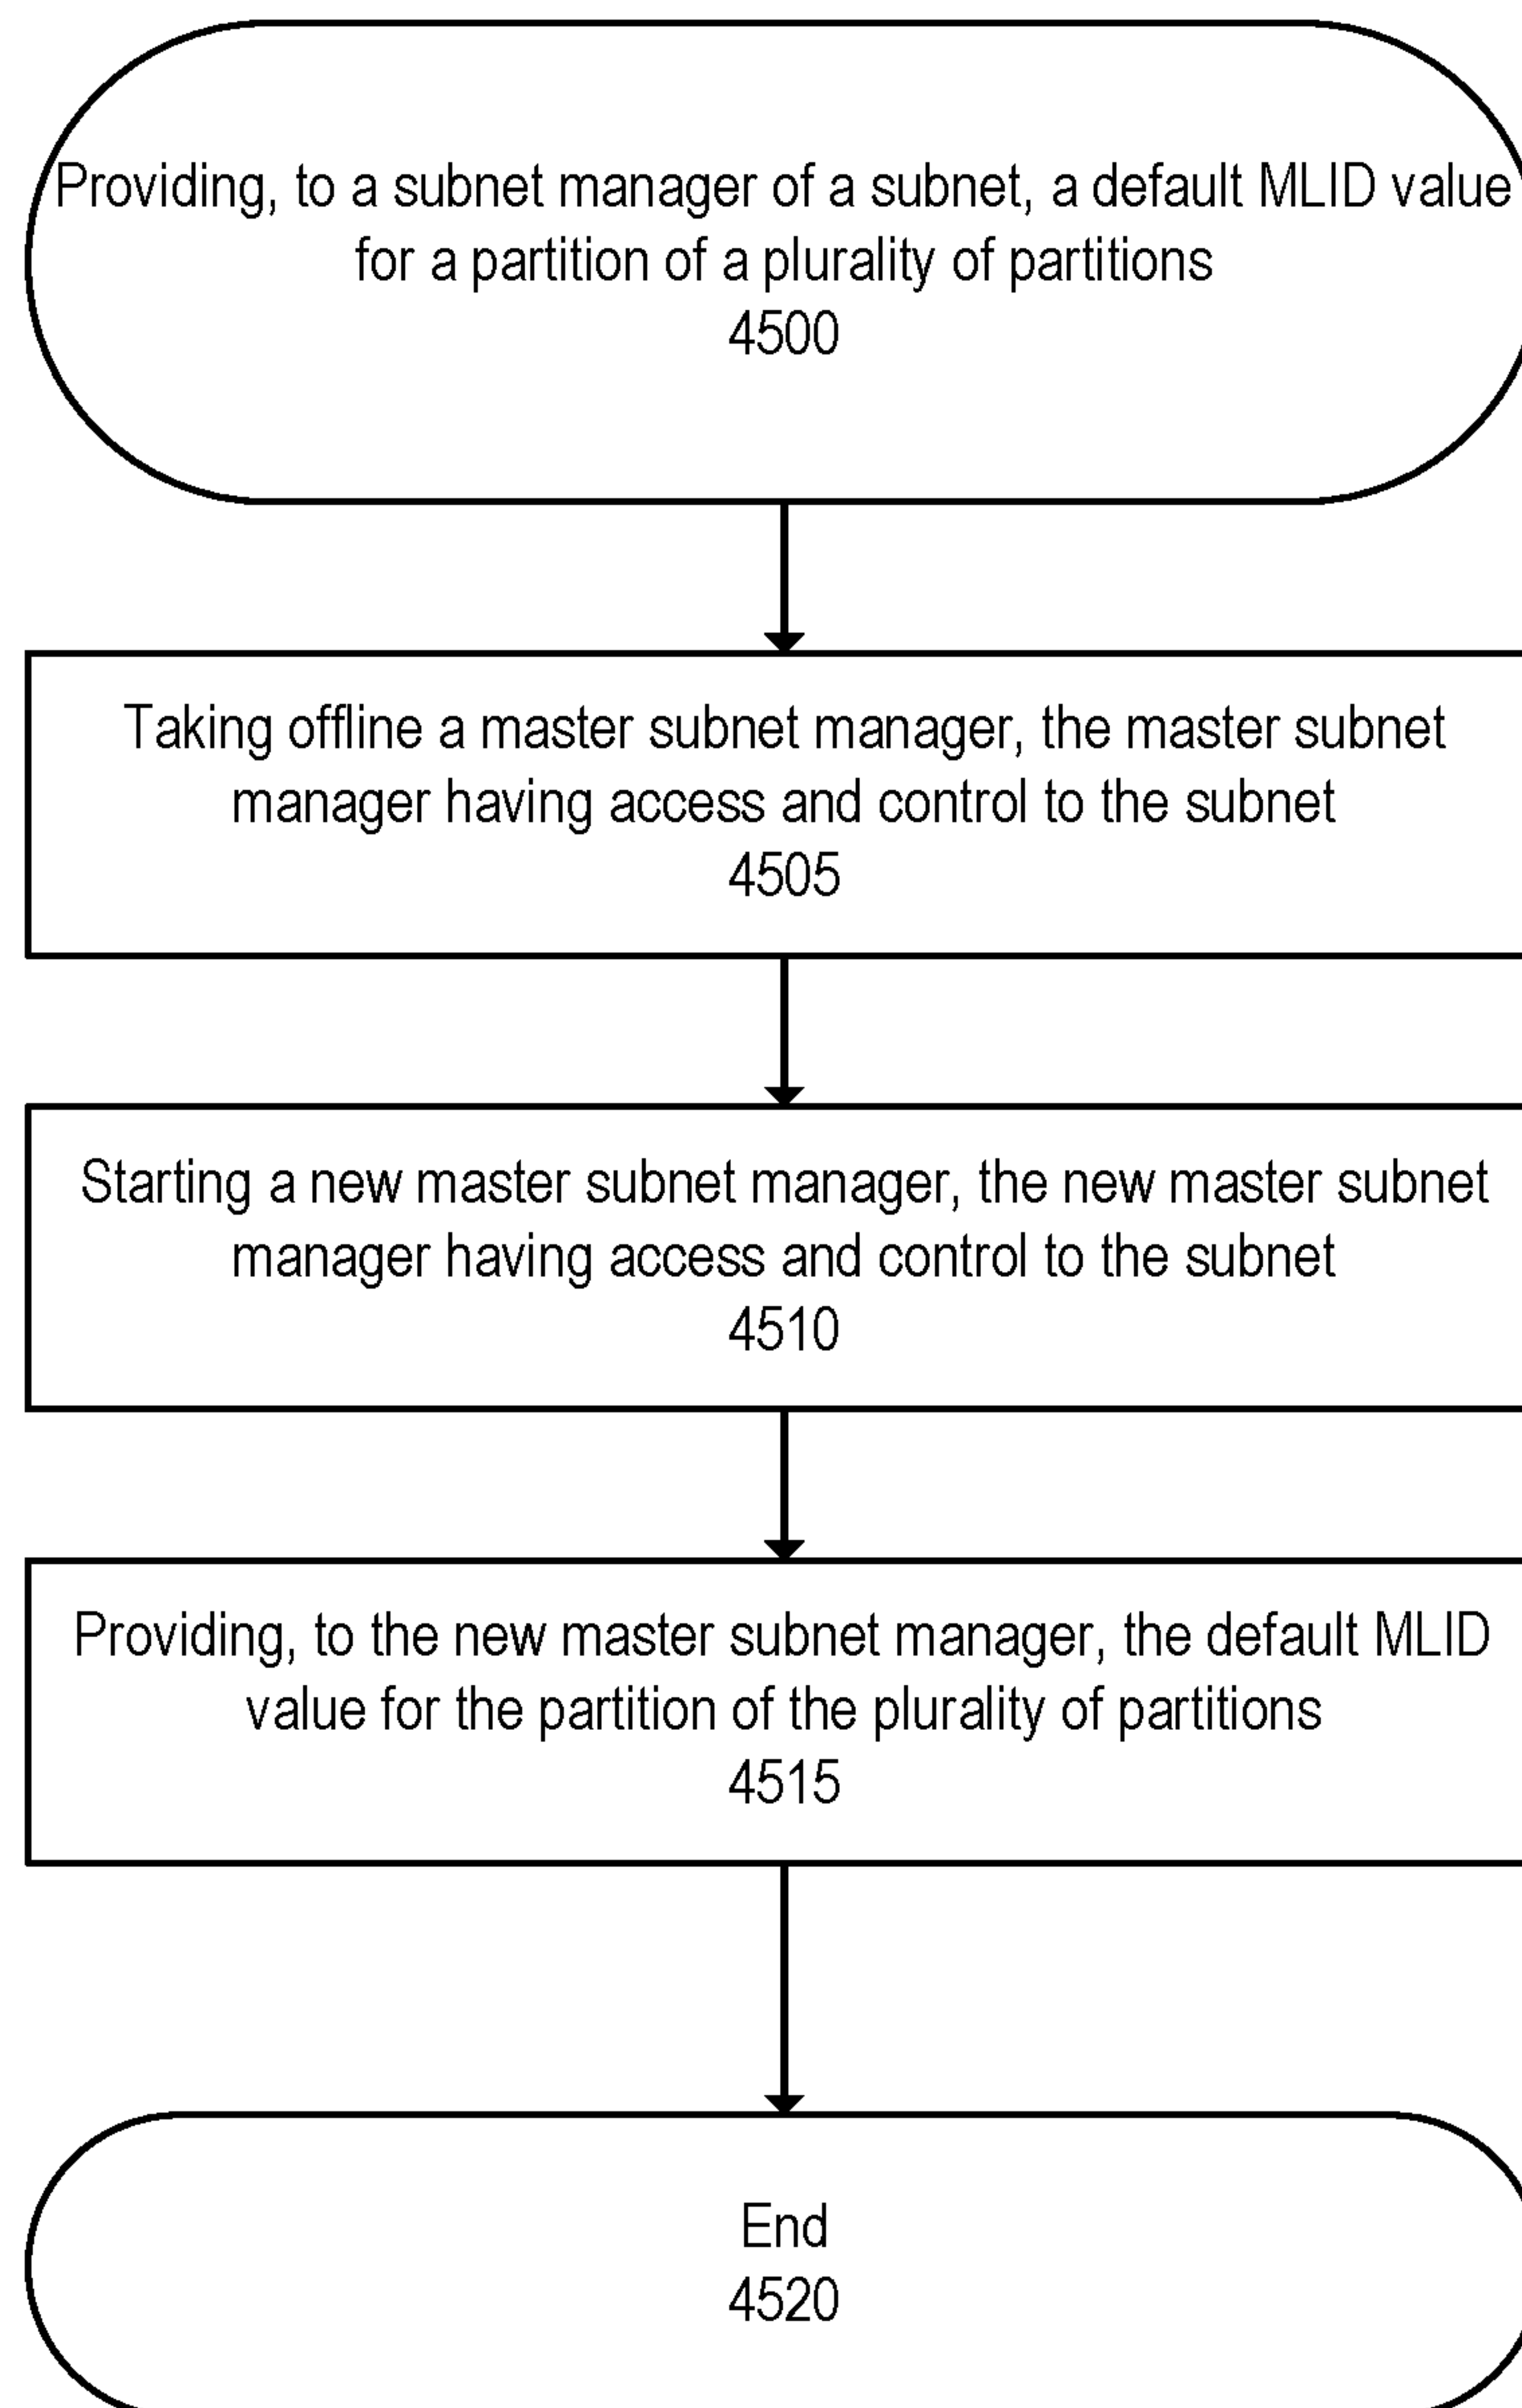 Providing, to a subnet manager of a subnet, a default MLID value
for a partition of a plurality of partitions
4500
Taking offline a master subnet manager, the master subnet
manager having access and control to the subnet
4505
Starting a new master subnet manager, the new master subnet
manager having access and control to the subnet
4510
Providing, to the new master subnet manager, the default MLID
value for the partition of the plurality of partitions
4515
End
4520